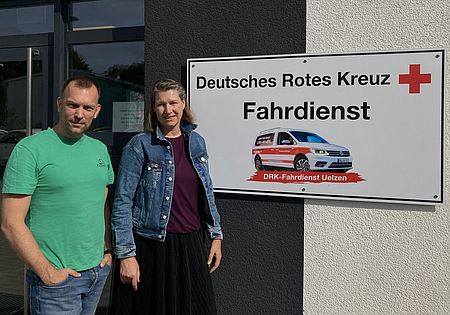 Deutsches Rotes Kreuz
Fahrdienst
DRK-Fahrdienst Uelzen